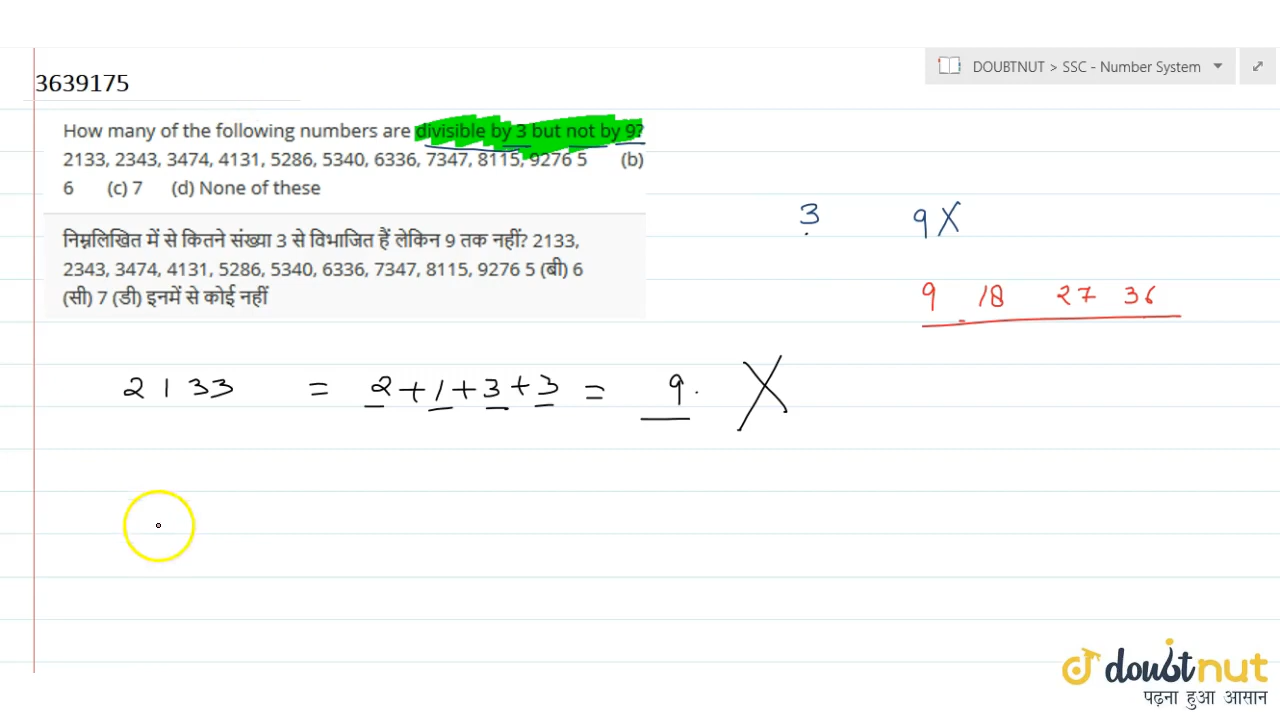 3639175
DOUBTNUT > SSC - Number System
How many of the following numbers are divisible by 3 but not by 9?
2133, 2343, 3474, 4131, 5286, 5340, 6336, 7347, 8115, 9276 5 (b)
6 (c) 7 (d) None of these
निम्नलिखित में से कितने संख्या 3 से विभाजित हैं लेकिन 9 तक नहीं? 2133,
2343, 3474, 4131, 5286, 5340, 6336, 7347, 8115, 9276 5 (बी) 6
(सी) 7 (डी) इनमें से कोई नहीं
3 9 X
9 18 27 36
2133 = 2+1+3+3 = 9. X
doubtnut
पढ़ना हुआ आसान